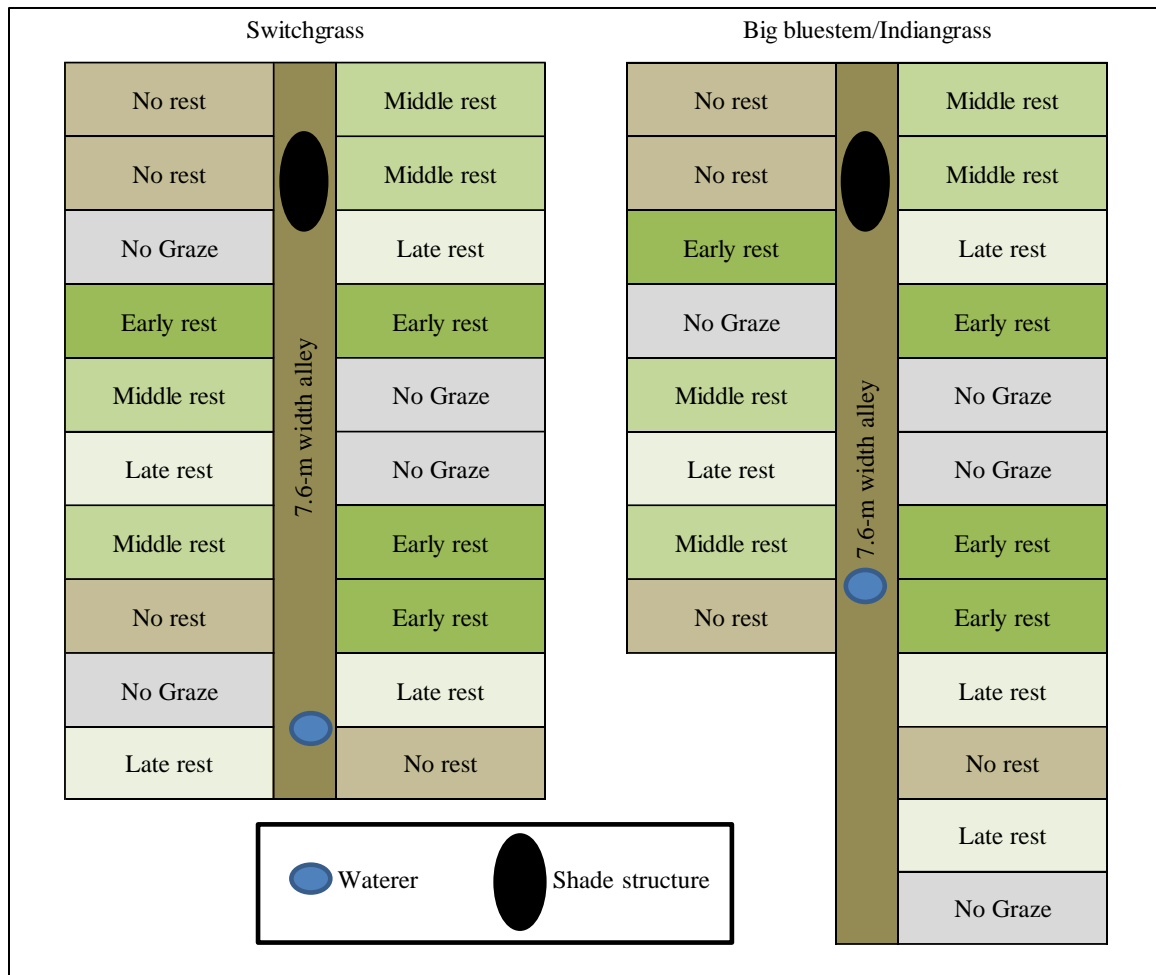 Switchgrass
No rest
No rest
No Graze
Early rest
Middle rest
Late rest
Middle rest
No rest
No Graze
Late rest
7.6-m width alley
Middle rest
Middle rest
Late rest
Early rest
No Graze
No Graze
Early rest
Early rest
Late rest
No rest
Big bluestem/Indiangrass
No rest
No rest
Early rest
No Graze
Middle rest
Late rest
Middle rest
No rest
7.6-m width alley
Middle rest
Middle rest
Late rest
Early rest
No Graze
No Graze
Early rest
Early rest
Late rest
No rest
Late rest
No Graze
Waterer
Shade structure